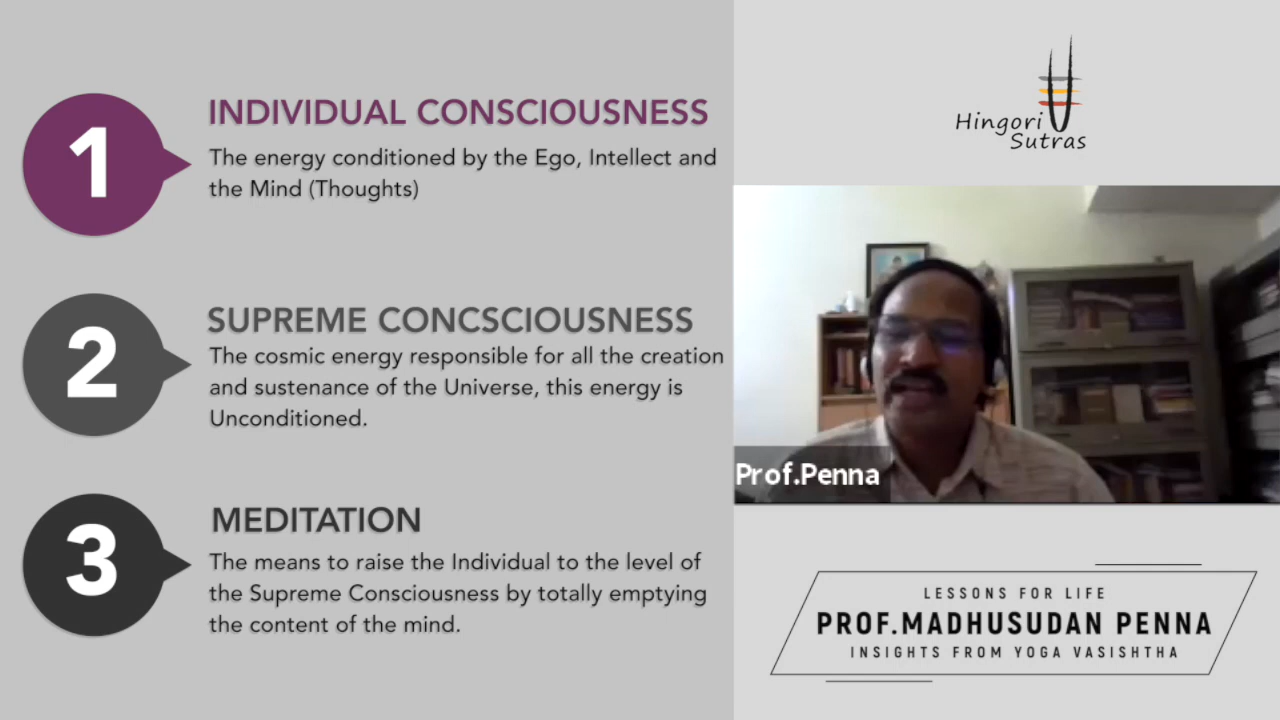 1
INDIVIDUAL CONSCIOUSNESS
The energy conditioned by the Ego, Intellect and
the Mind (Thoughts)
2
SUPREME CONCSCIOUSNESS
The cosmic energy responsible for all the creation
and sustenance of the Universe, this energy is
Unconditioned.
3
MEDITATION
The means to raise the Individual to the level of
the Supreme Consciousness by totally emptying
the content of the mind.
Hingori
Sutras
Prof.Penna
LESSONS FOR LIFE
PROF.MADHUSUDAN PENNA
INSIGHTS FROM YOGA VASISHTHA